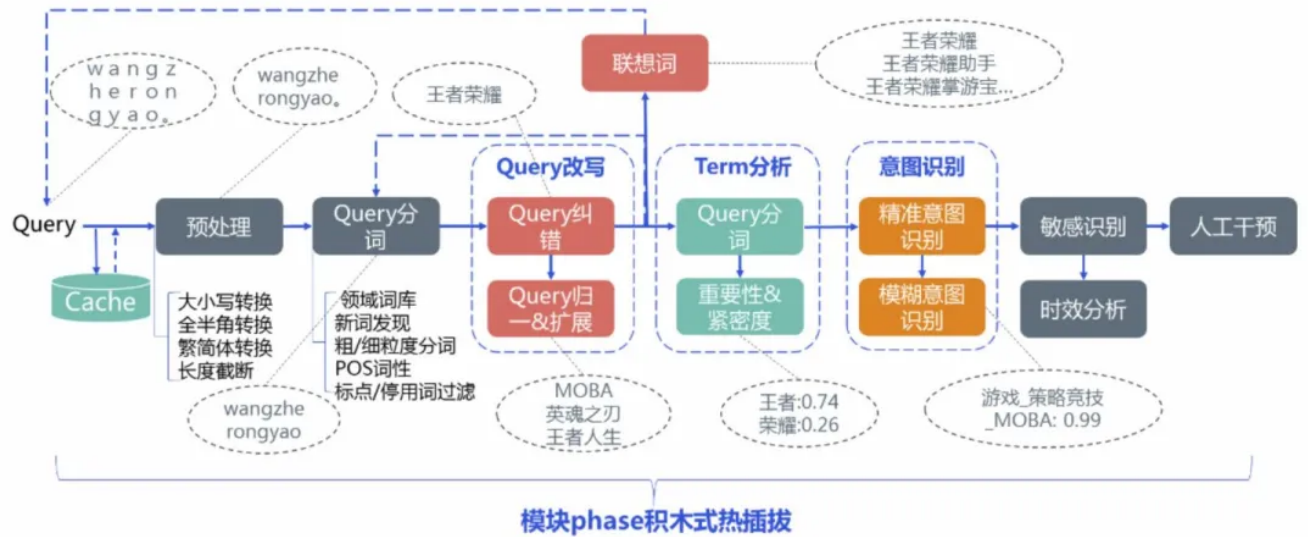 联想词
王者荣耀
王者荣耀助手
王者荣耀掌游宝...
w a n g z
h e r o n
g y a o 。
wangzhe
rongyao。
王者荣耀
Query改写
Term分析
意图识别
Query
预处理
Query分
词
Query纠
错
Query分
词
精准意图
识别
敏感识别
人工干预
Cache
Query归
一&扩展
重要性&
紧密度
模糊意图
识别
时效分析
大小写转换
全半角转换
繁简体转换
长度截断
领域词库
新词发现
粗/细粒度分词
POS词性
标点/停用词过滤
wangzhe
rongyao
MOBA
英魂之刃
王者人生
王者:0.74
荣耀:0.26
游戏_策略竞技
_MOBA: 0.99
模块phase积木式热插拔